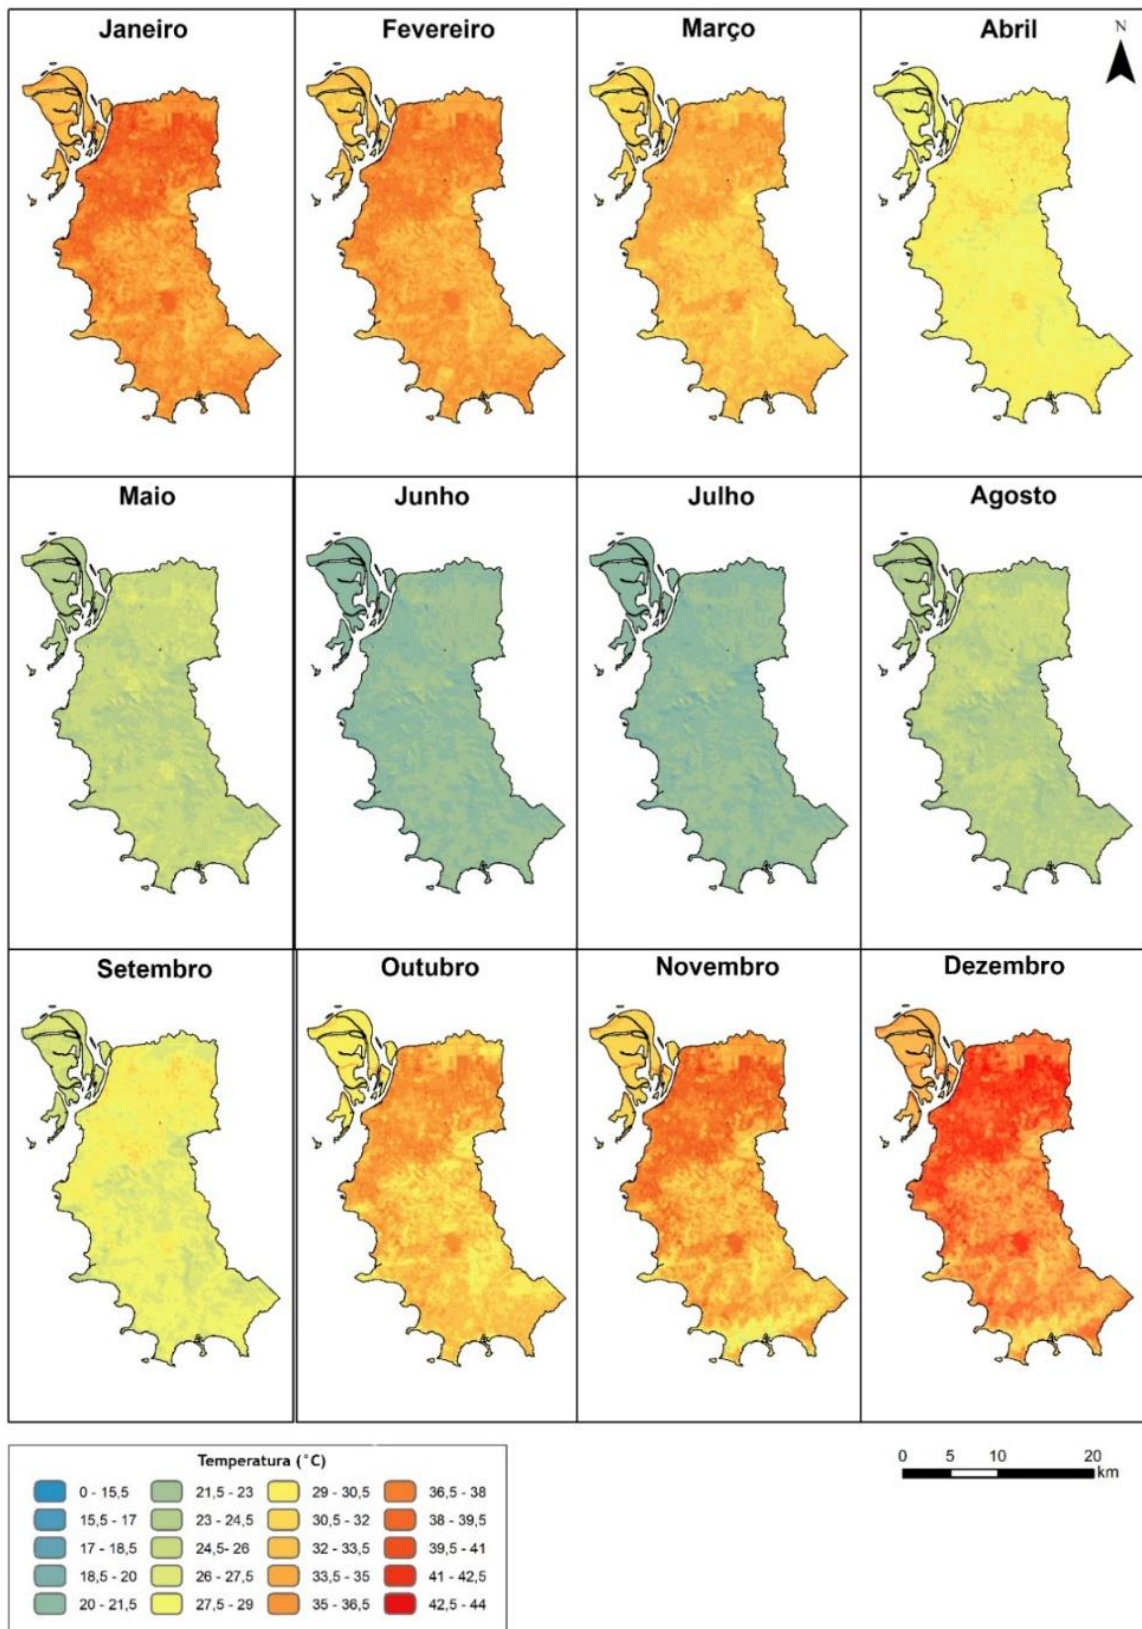 Janeiro
Fevereiro
Março
Abril
N
Maio
Junho
Julho
Agosto
Setembro
Outubro
Novembro
Dezembro
Temperatura (°C)
0 - 15,5
15,5 - 17
17 - 18,5
18,5 - 20
20 - 21,5
21,5 - 23
23 - 24,5
24,5- 26
26 - 27,5
27,5 - 29
29 - 30,5
30,5 - 32
32 - 33,5
33,5 - 35
35 - 36,5
36,5 - 38
38 - 39,5
39,5 - 41
41 - 42,5
42,5 - 44
0 5 10 20
km